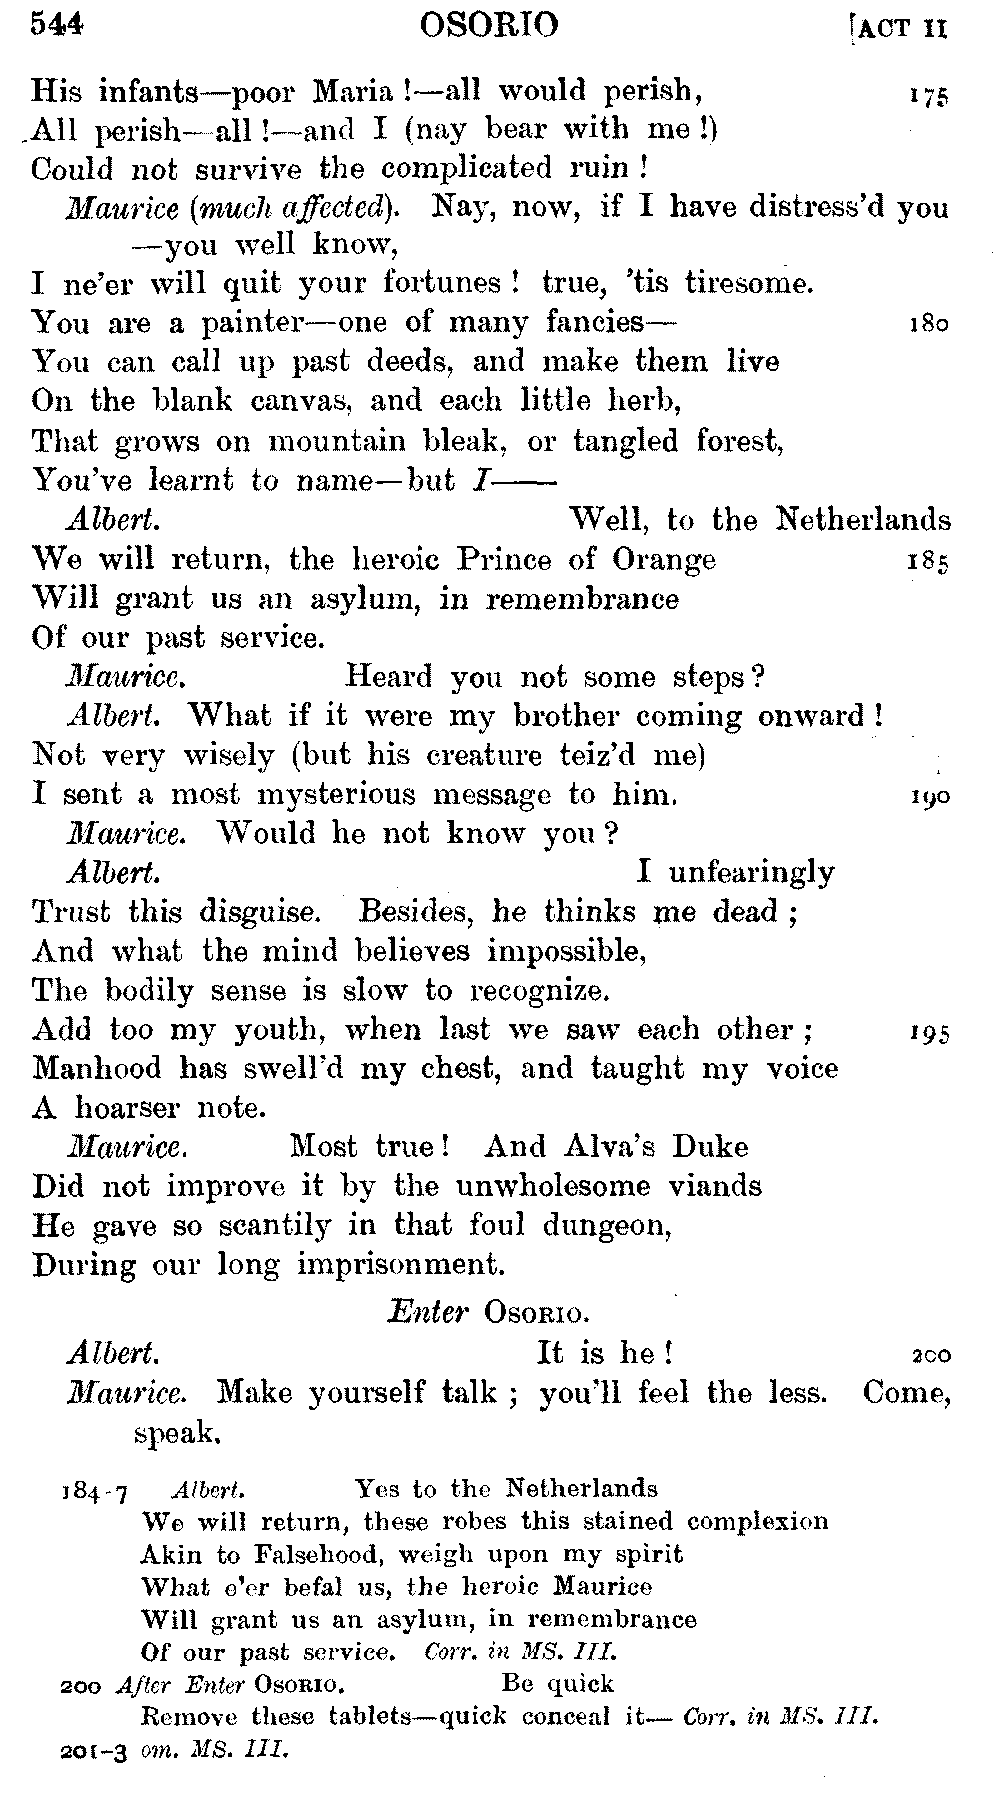 544 OSORIO [ACT II
His infants—poor Maria!—all would perish, 175
All perish—all!—and I (nay bear with me!)
Could not survive the complicated ruin!
Maurice (much affected). Nay, now, if I have distress'd you
—you well know,
I ne'er will quit your fortunes! true, 'tis tiresome.
You are a painter—one of many fancies— 180
You can call up past deeds, and make them live
On the blank canvas, and each little herb,
That grows on mountain bleak, or tangled forest,
You've learnt to name—but I——
Albert. Well, to the Netherlands
We will return, the heroic Prince of Orange 185
Will grant us an asylum, in remembrance
Of our past service.
Maurice. Heard you not some steps?
Albert. What if it were my brother coming onward!
Not very wisely (but his creature teiz'd me)
I sent a most mysterious message to him. 190
Maurice. Would he not know you?
Albert. I unfearingly
Trust this disguise. Besides, he thinks me dead;
And what the mind believes impossible,
The bodily sense is slow to recognize.
Add too my youth, when last we saw each other; 195
Manhood has swell'd my chest, and taught my voice
A hoarser note.
Maurice. Most true! And Alva's Duke
Did not improve it by the unwholesome viands
He gave so scantily in that foul dungeon,
During our long imprisonment.
Enter OSORIO.
Albert. It is he! 200
Maurice. Make yourself talk; you'll feel the less. Come,
speak.
184-7 Albert. Yes to the Netherlands
We will return, these robes this stained complexion
Akin to Falsehood, weigh upon my spirit
What e'er befal us, the heroic Maurice
Will grant us an asylum, in remembrance
Of our past service. Corr. in MS. III.
200 After Enter OSORIO. Be quick
Remove these tablets—quick conceal it— Corr. in MS. III.
201-3 om. MS. III.